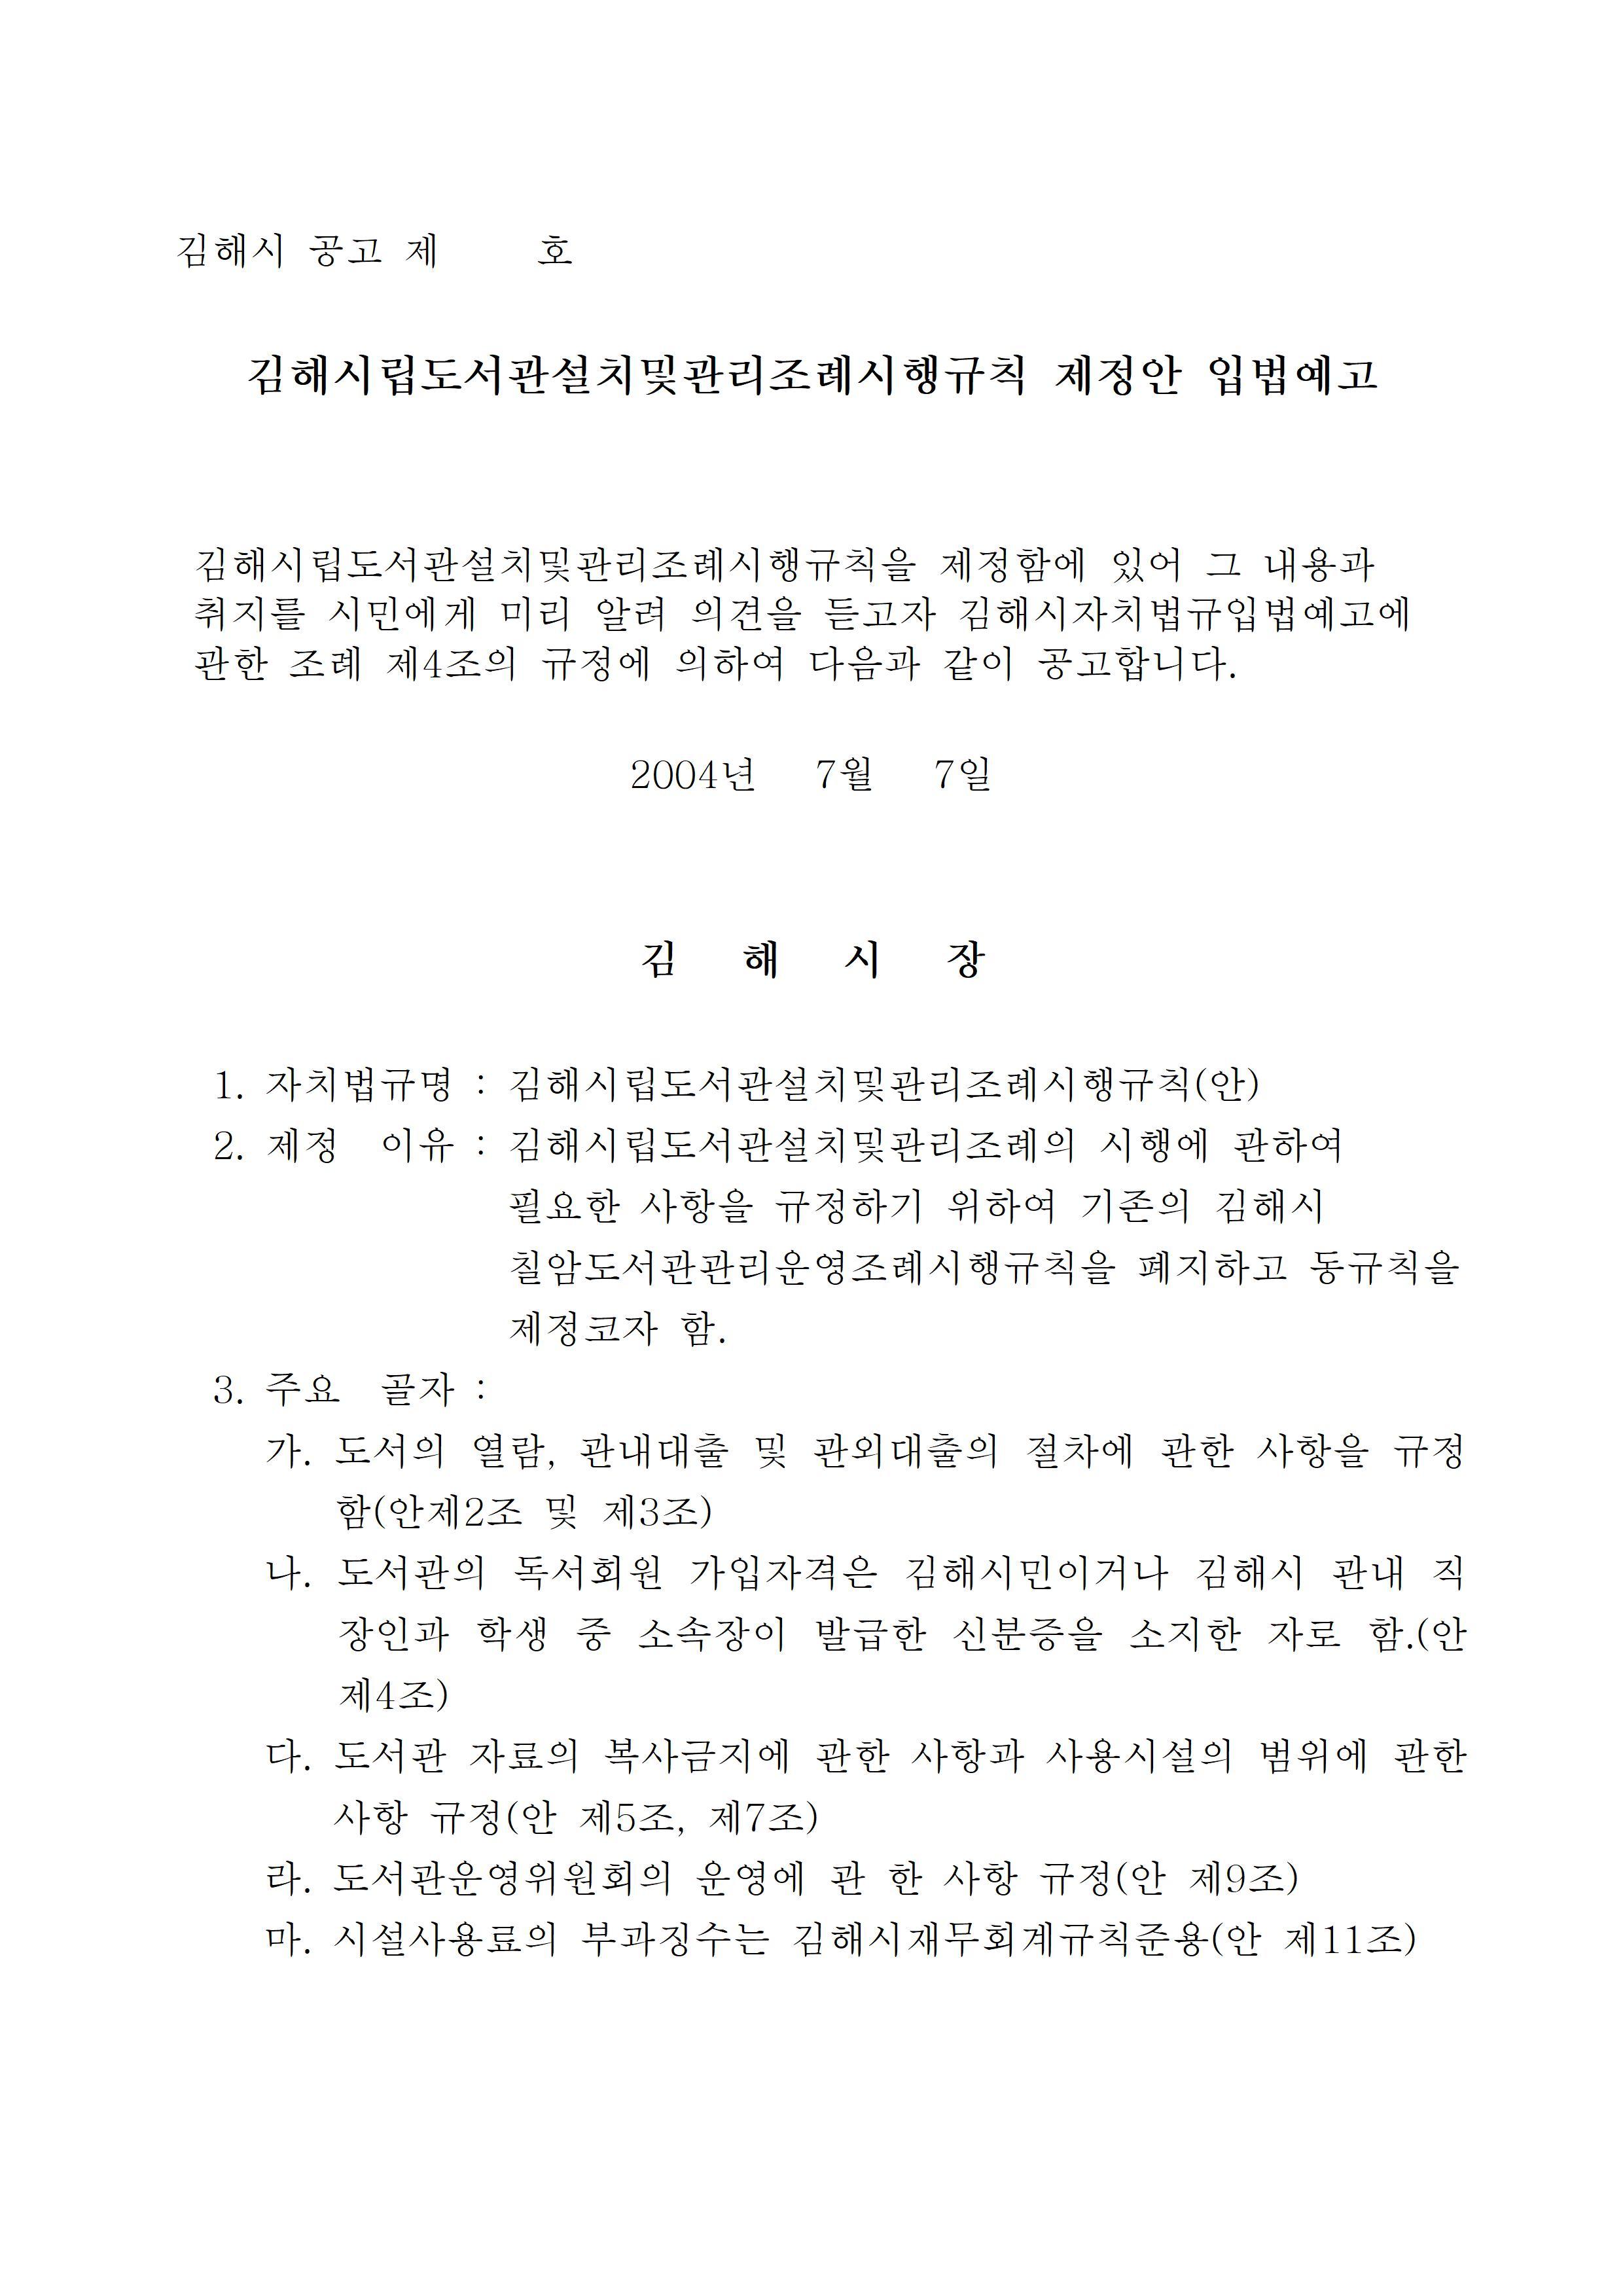 김해시 공고 제     호
김해시립도서관설치및관리조례시행규칙 재정안 입법예고
김해시립도서관설치및관리조례시행규칙을 제정함에 있어 그 내용과
취지를 시민에게 미리 알려 의견을 듣고자 김해시자치법규입법예고에
관한 조례 제4조의 규정에 의하여 다음과 같이 공고합니다.
2004년   7월   7일
김   해   시   장
1. 자치법규명 : 김해시립도서관설치및관리조례시행규칙(안)
2. 제정  이유 : 김해시립도서관설치및관리조례의 시행에 관하여
필요한 사항을 규정하기 위하여 기존의 김해시
칠암도서관관리운영조례시행규칙을 폐지하고 동규칙을
제정코자 함.
3. 주요  골자 :
가. 도서의 열람, 관내대출 및 관외대출의 절차에 관한 사항을 규정
함(안제2조 및 제3조)
나. 도서관의 독서회원 가입자격은 김해시민이거나 김해시 관내 직
장인과 학생 중 소속장이 발급한 신분증을 소지한 자로 함.(안
제4조)
다. 도서관 자료의 복사금지에 관한 사항과 사용시설의 범위에 관한
사항 규정(안 제5조, 제7조)
라. 도서관운영위원회의 운영에 관 한 사항 규정(안 제9조)
마. 시설사용료의 부과징수는 김해시재무회계규칙준용(안 제11조)